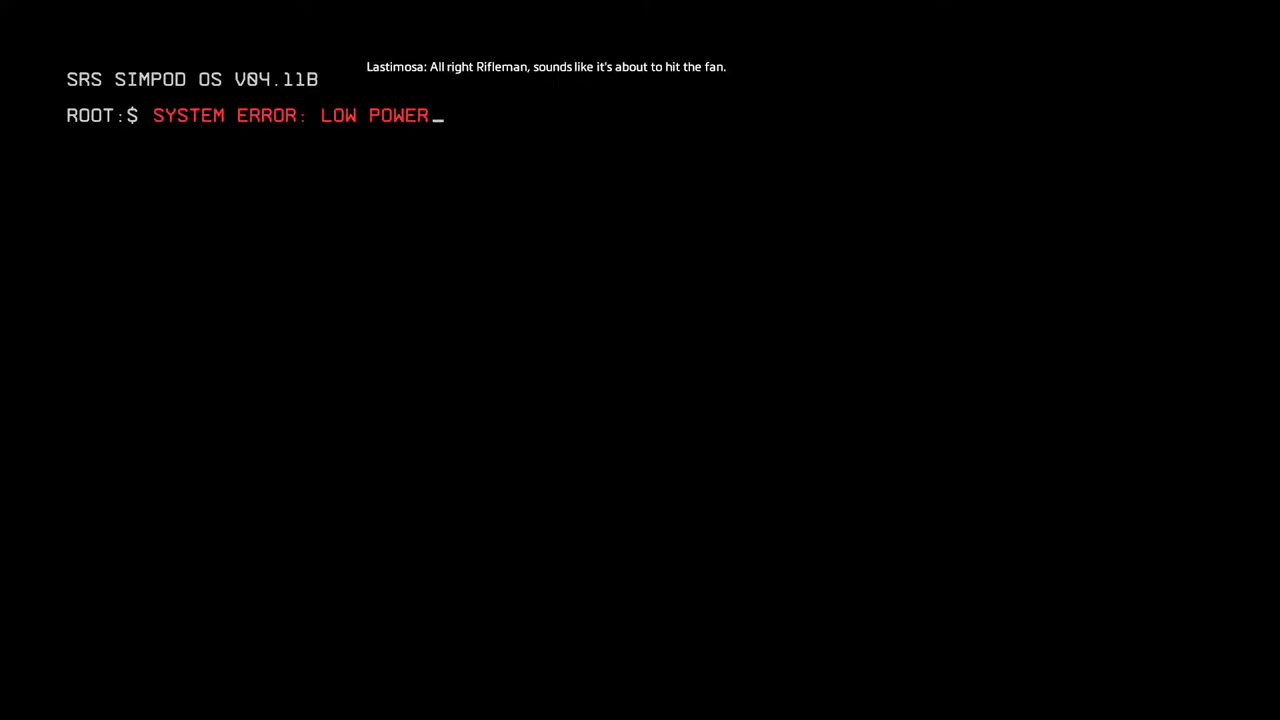 Lastimosa: All right Rifleman, sounds like it's about to hit the fan.
SRS SIMPOD OS V04.11B
ROOT:$ SYSTEM ERROR: LOW POWER_